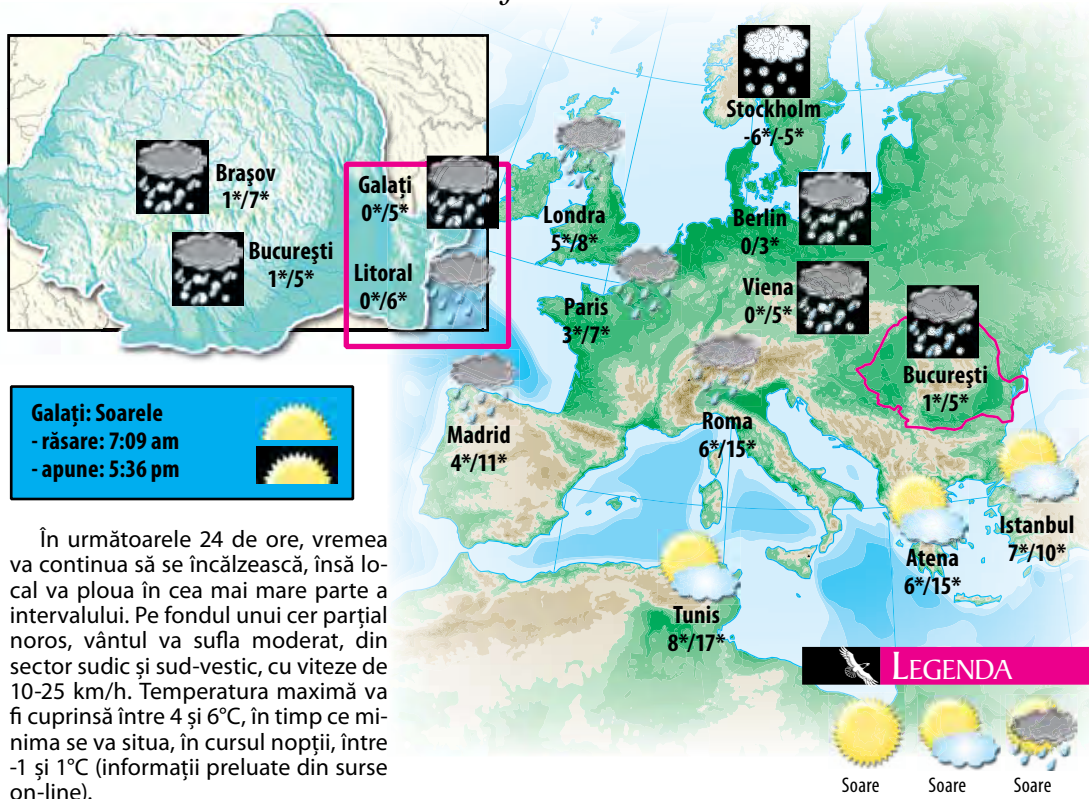 Brașov
1*/7*
București
1*/5*
Galați
0*/5*
Litoral
0*/6*
Stockholm
-6*/-5*
Londra
5*/8*
Berlin
0/3*
Paris
3*/7*
Viena
0*/5*
București
1*/5*
Madrid
4*/11*
Roma
6*/15*
Istanbul
7*/10*
Atena
6*/15*
Tunis
8*/17*
Galați: Soarele
- răsare: 7:09 am
- apune: 5:36 pm
În următoarele 24 de ore, vremea
va continua să se încălzească, însă lo-
cal va ploua în cea mai mare parte a
intervalului. Pe fondul unui cer parțial
noros, vântul va sufla moderat, din
sector sudic și sud-vestic, cu viteze de
10-25 km/h. Temperatura maximă va
fi cuprinsă între 4 și 6°C, în timp ce mi-
nima se va situa, în cursul nopții, între
-1 și 1°C (informații preluate din surse
on-line).
LEGENDA
Soare Soare Soare